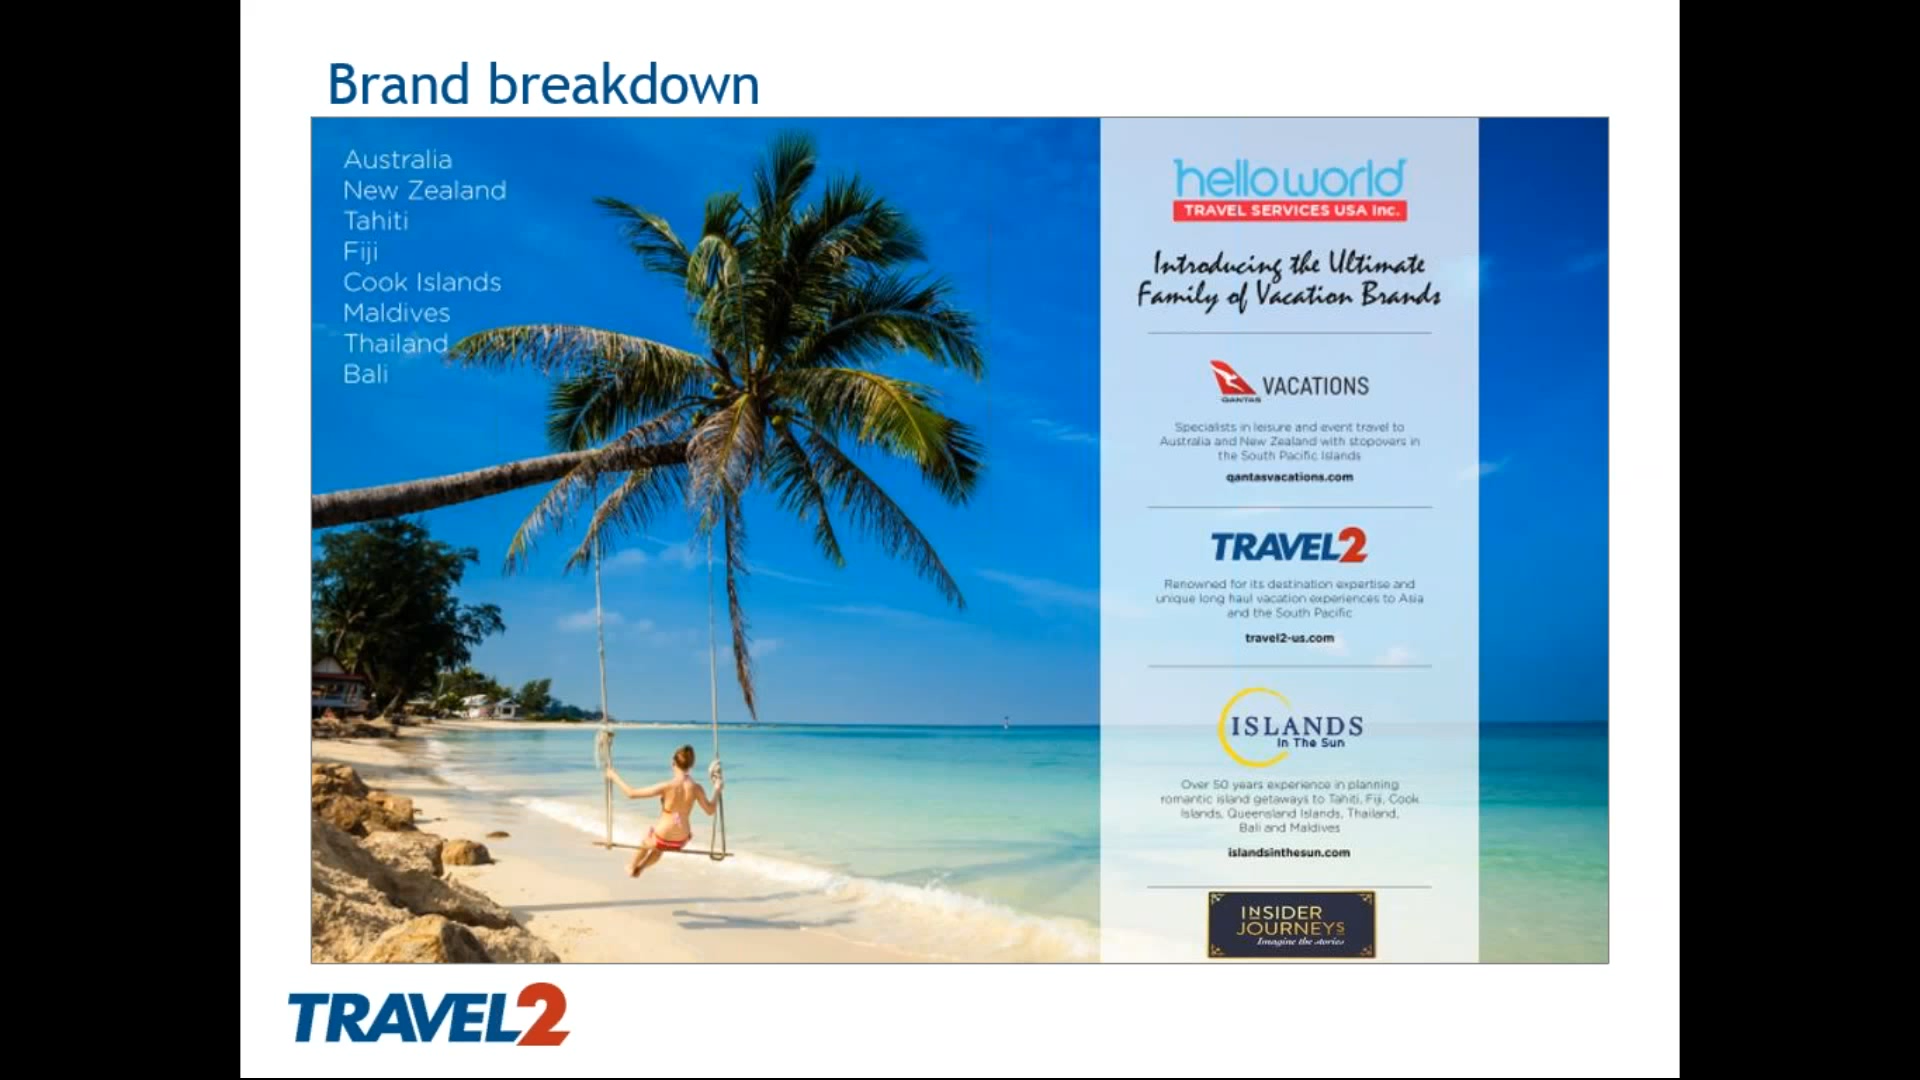 Brand breakdown
Australia
New Zealand
Tahiti
Fiji
Cook Islands
Maldives
Thailand
Bali
helloworld
TRAVEL SERVICES USA Inc.
Introducing the Ultimate
Family of Vacation Brands
QANTAS
VACATIONS
Specialists in leisure and event travel to
Australia and New Zealand with stopovers in
the South Pacific Islands
qantasvacations.com
TRAVEL2
Renowned for its destination expertise and
unique long haul vacation experiences to Asia
and the South Pacific
travel2-us.com
ISLANDS
In The Sun
Over 50 years experience in planning
romantic island getaways to Tahiti, Fiji, Cook
Islands, Queensland Islands, Thailand,
Bali and Maldives
islandsinthesun.com
INSIDER
JOURNEYS
Imagine the stories
TRAVEL2